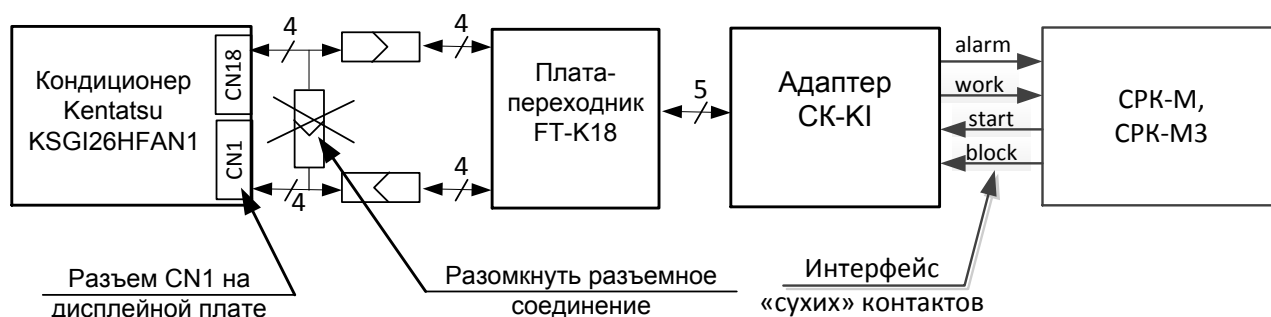 Кондиционер
Kentatsu
KSGI26HFAN1
CN18
CN1
4
4
4
4
Плата-
переходник
FT-K18
5
Адаптер
СК-KI
alarm
work
start
block
СРК-М,
СРК-М3
Разъем CN1 на
дисплейной плате
Разомкнуть разъемное
соединение
Интерфейс
«сухих» контактов